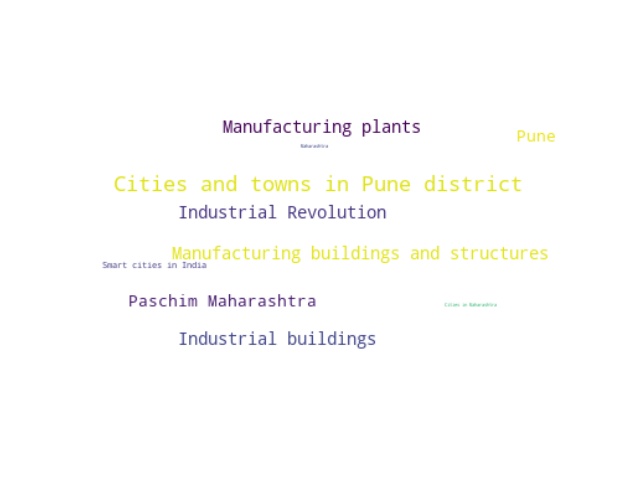 Manufacturing plants
Pune
Maharashtra
Cities and towns in Pune district
Industrial Revolution
Manufacturing buildings and structures
Smart cities in India
Paschim Maharashtra
Cities in Maharashtra
Industrial buildings